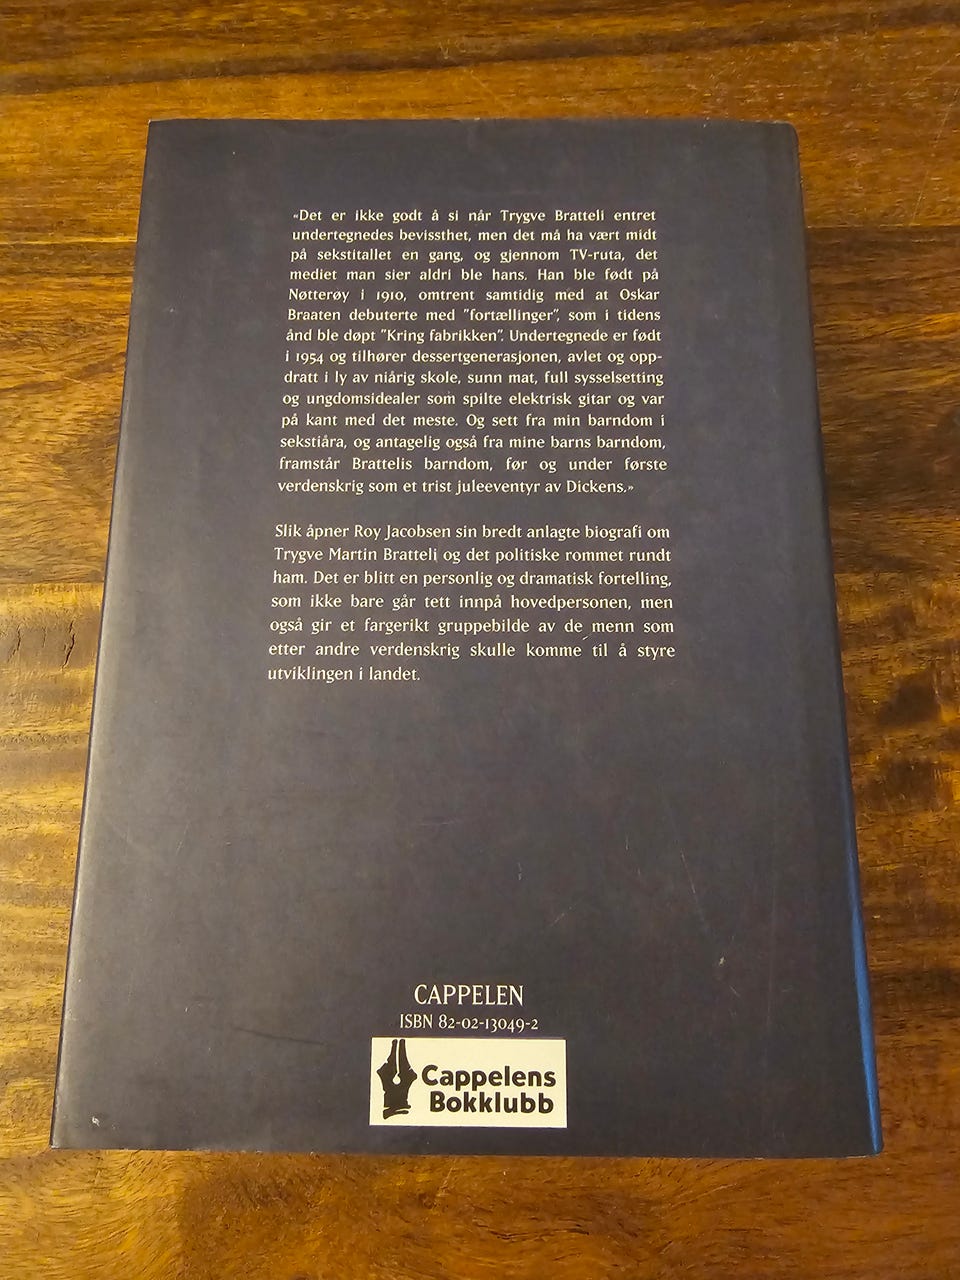 «Det er ikke godt å si når Trygve Bratteli entret
undertegnedes bevissthet, men det må ha vært midt
på sekstitallet en gang, og gjennom TV-ruta, det
mediet man sier aldri ble hans. Han ble født på
Nøtterøy i 1910, omtrent samtidig med at Oskar
Braaten debuterte med "fortællinger", som i tidens
ånd ble døpt "Kring fabrikken". Undertegnede er født
i 1954 og tilhører dessertgenerasjonen, avlet og opp-
dratt i ly av niårig skole, sunn mat, full sysselsetting
og ungdomsidealer som spilte elektrisk gitar og var
på kant med det meste. Og sett fra min barndom i
sekstiåra, og antagelig også fra mine barns barndom,
framstår Brattelis barndom, før og under første
verdenskrig som et trist juleeventyr av Dickens.»
Slik åpner Roy Jacobsen sin bredt anlagte biografi om
Trygve Martin Bratteli og det politiske rommet rundt
ham. Det er blitt en personlig og dramatisk fortelling,
som ikke bare går tett innpå hovedpersonen, men
også gir et fargerikt gruppebilde av de menn som
etter andre verdenskrig skulle komme til å styre
utviklingen i landet.
CAPPELEN
ISBN 82-02-13049-2
Cappelens
Bokklubb